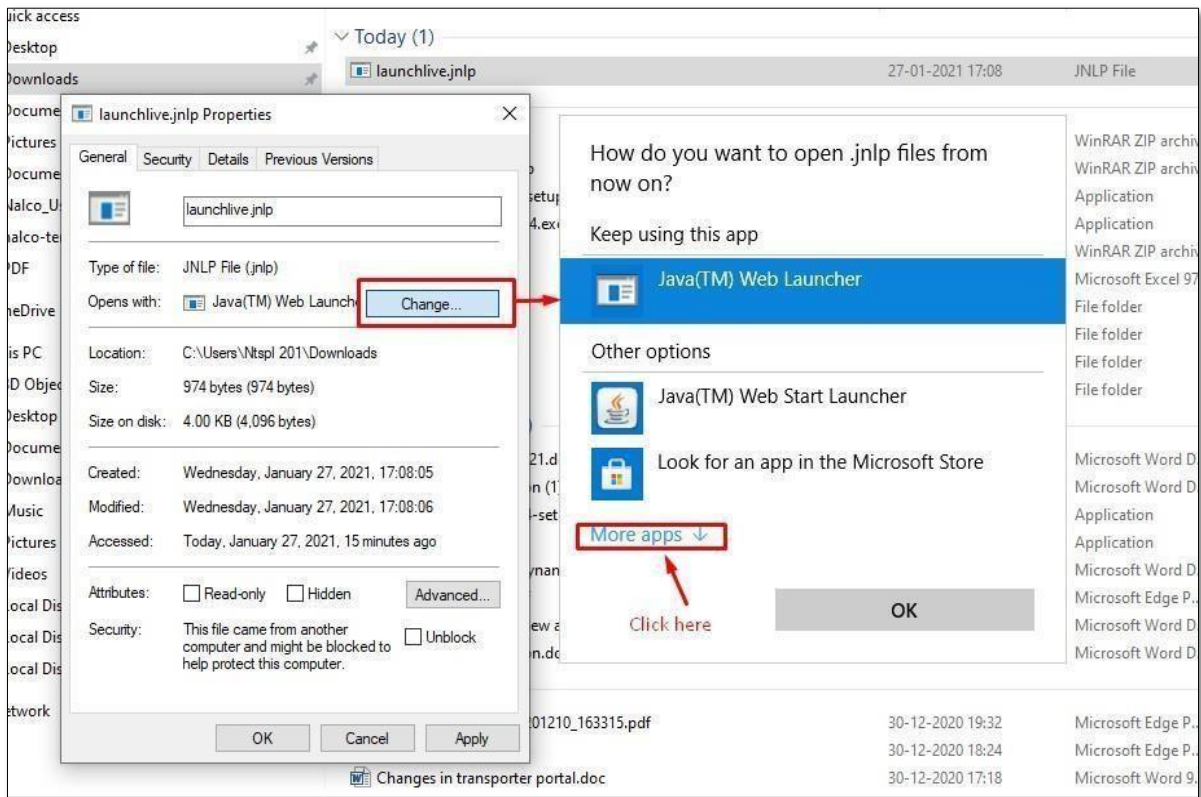 Today (1)
launchlive.jnlp 27-01-2021 17:08 JNLP File
Desktop
Downloads
Pictures
OneDrive
Music
Pictures
Videos
launchlive.jnlp Properties
General Security Details Previous Versions
launchlive.jnlp
Type of file: JNLP File (.jnlp)
Opens with: Java(TM) Web Launche
Change...
Location: C:\Users\Ntspl 201\Downloads
Size: 974 bytes (974 bytes)
Size on disk: 4.00 KB (4,096 bytes)
Created: Wednesday, January 27, 2021, 17:08:05
Modified: Wednesday, January 27, 2021, 17:08:06
Accessed: Today, January 27, 2021, 15 minutes ago
Attributes: Read-only Hidden Advanced...
Security: This file came from another
computer and might be blocked to
help protect this computer.
Unblock
OK Cancel Apply
How do you want to open .jnlp files from
now on?
Keep using this app
Java(TM) Web Launcher
Other options
Java(TM) Web Start Launcher
Look for an app in the Microsoft Store
More apps
Click here
OK
WinRAR ZIP archiv
WinRAR ZIP archiv
Application
Application
WinRAR ZIP archiv
Microsoft Excel 97
File folder
File folder
File folder
File folder
Microsoft Word D
Microsoft Word D
Application
Application
Microsoft Word D
Microsoft Edge P...
Microsoft Word D
Microsoft Word D
01210_163315.pdf 30-12-2020 19:32 Microsoft Edge P...
30-12-2020 18:24 Microsoft Edge P...
Changes in transporter portal.doc 30-12-2020 17:18 Microsoft Word 9